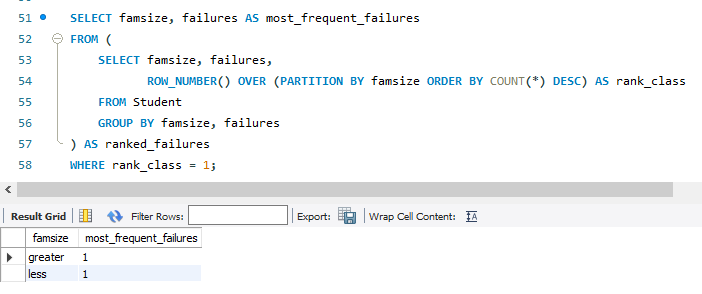 51 SELECT famsize, failures AS most_frequent_failures
52 FROM (
53 SELECT famsize, failures,
54 ROW_NUMBER() OVER (PARTITION BY famsize ORDER BY COUNT(*) DESC) AS rank_class
55 FROM Student
56 GROUP BY famsize, failures
57 ) AS ranked_failures
58 WHERE rank_class = 1;
Result Grid Filter Rows: Export: Wrap Cell Content:
famsize most_frequent_failures
greater 1
less 1